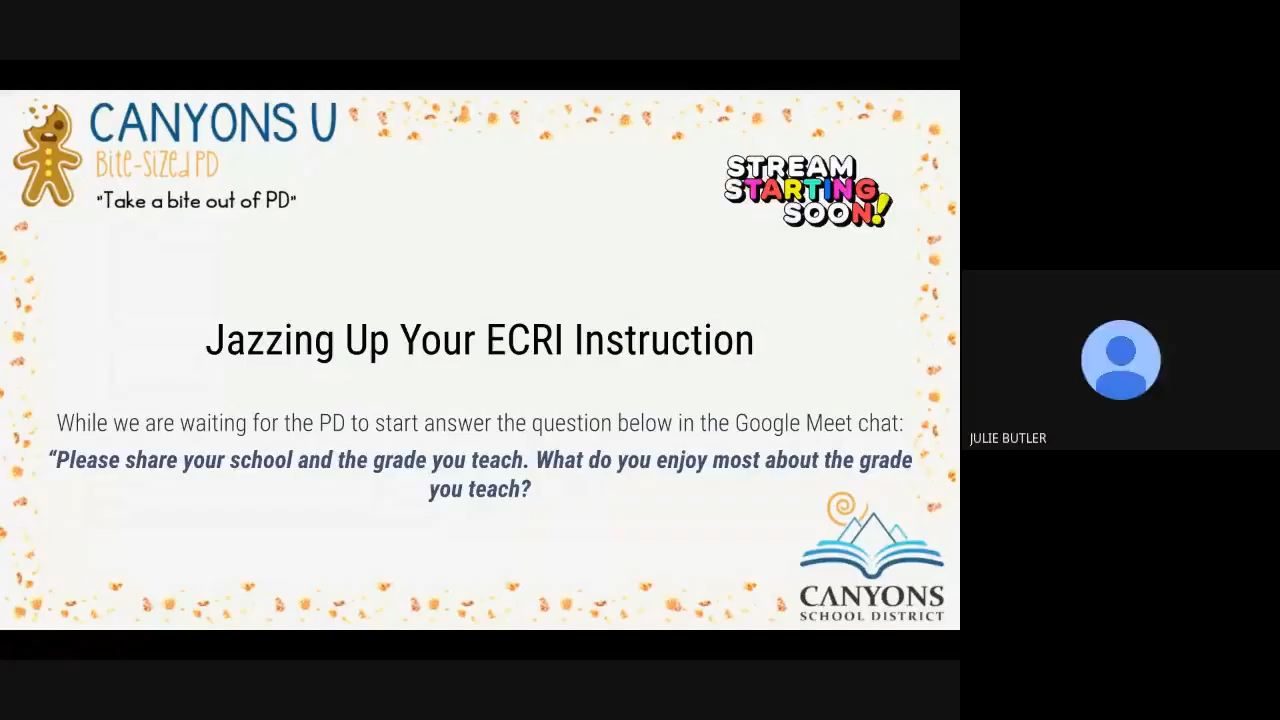 CANYONS U
Bite-Sized PD
"Take a bite out of PD"
STREAM
STARTING
SOON!
Jazzing Up Your ECRI Instruction
While we are waiting for the PD to start answer the question below in the Google Meet chat:
“Please share your school and the grade you teach. What do you enjoy most about the grade
you teach?
CANYONS
SCHOOL DISTRICT
JULIE BUTLER